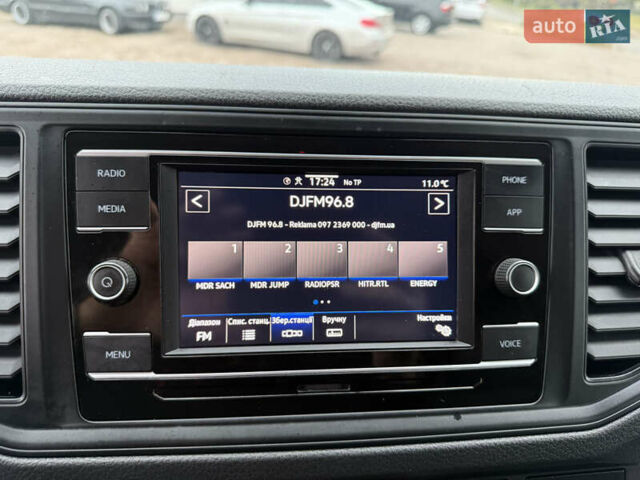 auto RIA .com
RADIO
MEDIA
MENU
PHONE
APP
VOICE
17:24 No TP 11.0 °C
< DJFM96.8 >
DJFM 96.8 - Reklama 097 2369 000 - djfm.ua
1 2 3 4 5
MDR SACH MDR JUMP RADIOPSR HITR.RTL ENERGY
Діапазон Спис. станц. Збер.станції Вручну Настройки
FM